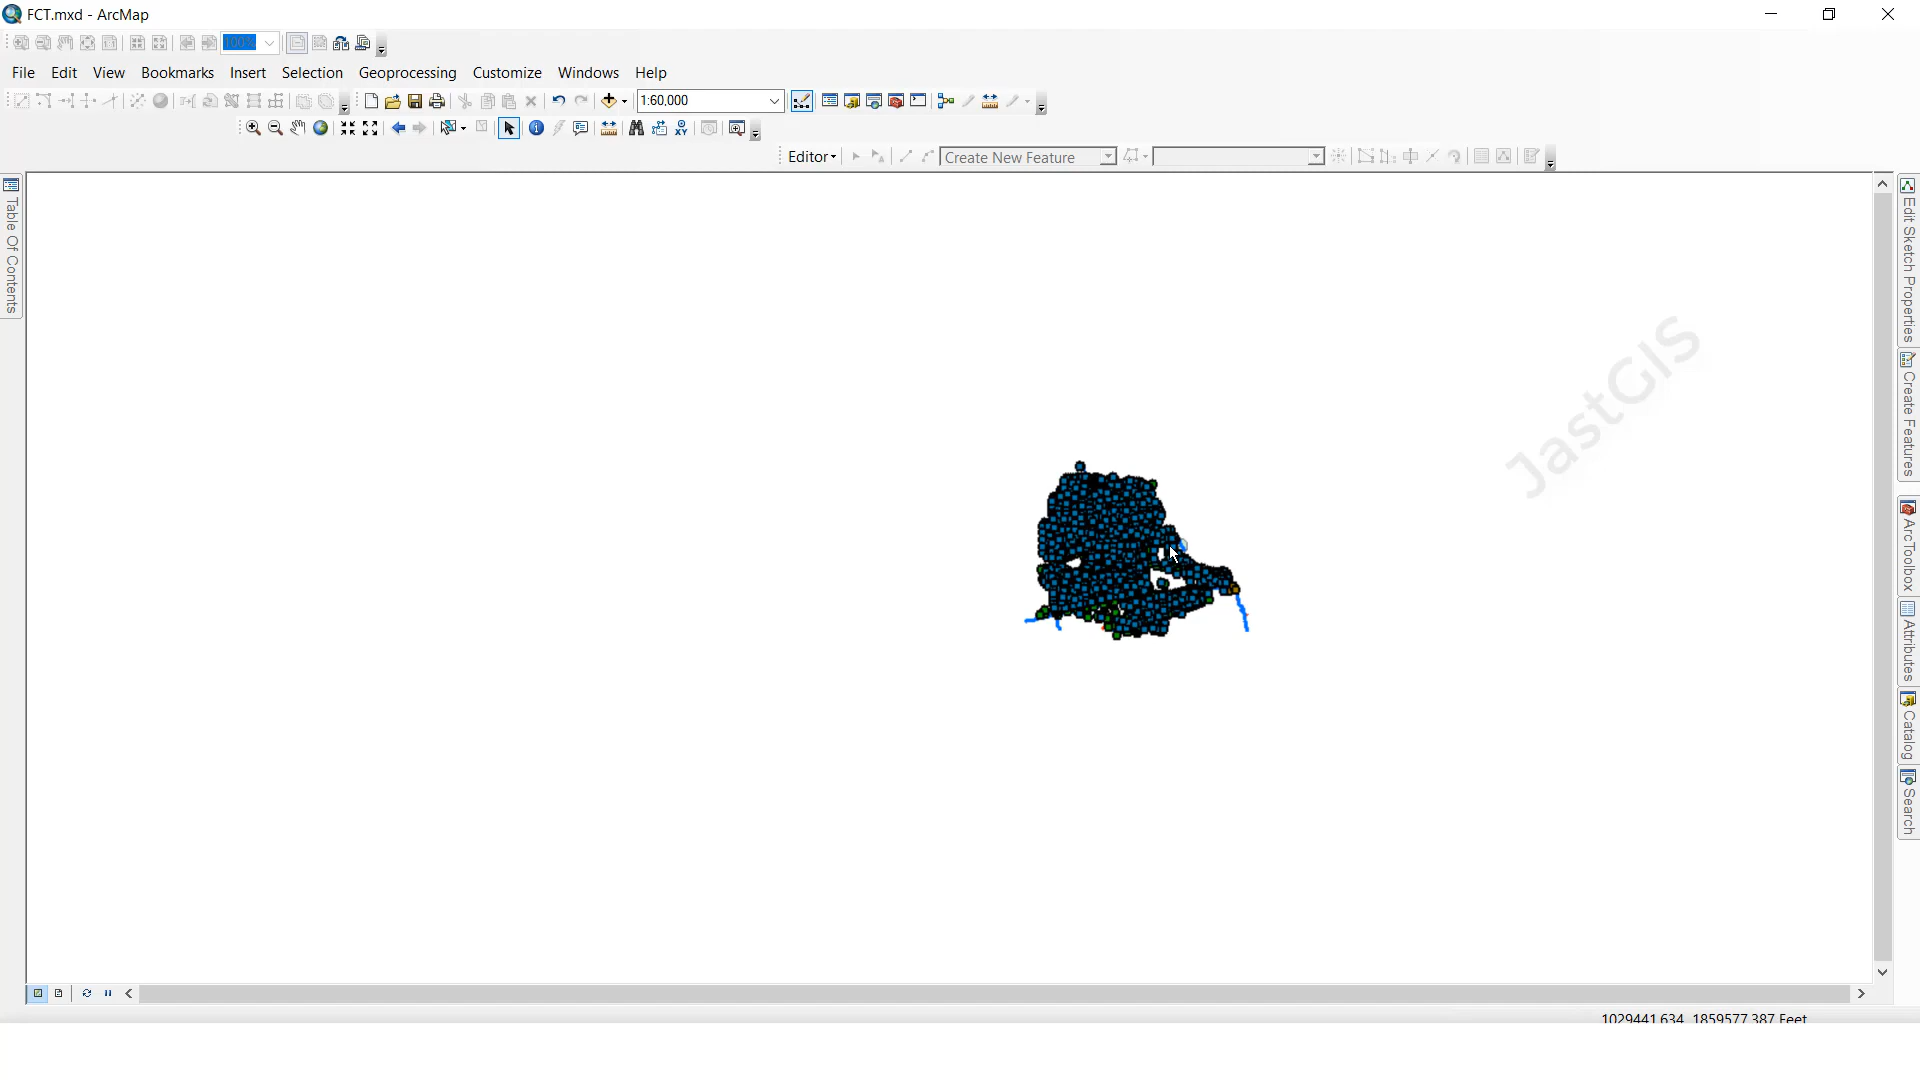 FCT.mxd - ArcMap
100%
File Edit View Bookmarks Insert Selection Geoprocessing Customize Windows Help
1:60,000
Editor
Create New Feature
Table Of Contents
JastGIS
Edit Sketch Properties
Create Features
ArcToolbox
Attributes
Catalog
Search
1029441.634 1859577.387 Feet